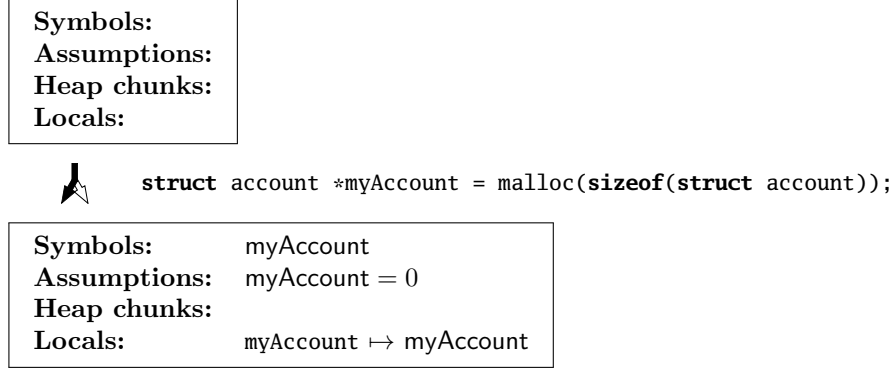 Symbols:
Assumptions:
Heap chunks:
Locals:
struct account *myAccount = malloc(sizeof(struct account));
Symbols: myAccount
Assumptions: myAccount = 0
Heap chunks:
Locals: myAccount ↦ myAccount